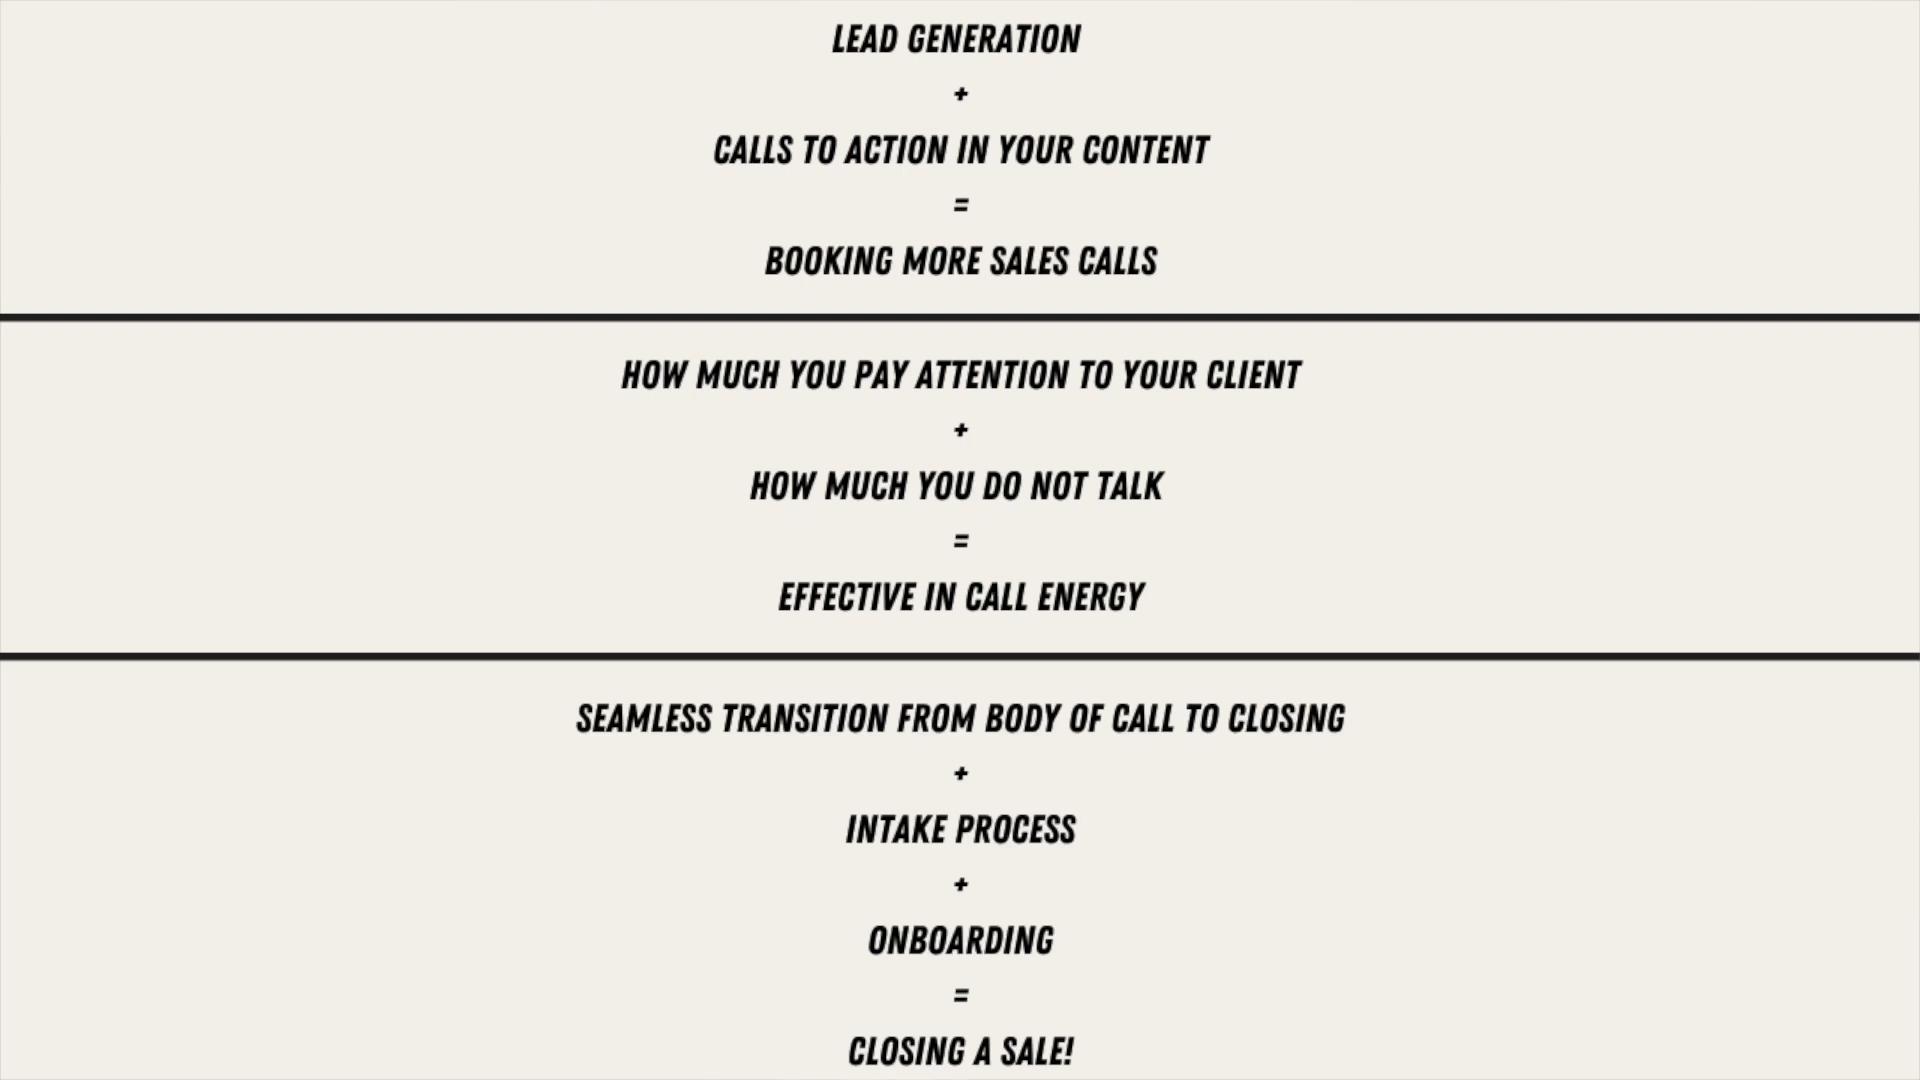 LEAD GENERATION
+
CALLS TO ACTION IN YOUR CONTENT
=
BOOKING MORE SALES CALLS
HOW MUCH YOU PAY ATTENTION TO YOUR CLIENT
+
HOW MUCH YOU DO NOT TALK
=
EFFECTIVE IN CALL ENERGY
SEAMLESS TRANSITION FROM BODY OF CALL TO CLOSING
+
INTAKE PROCESS
+
ONBOARDING
=
CLOSING A SALE!